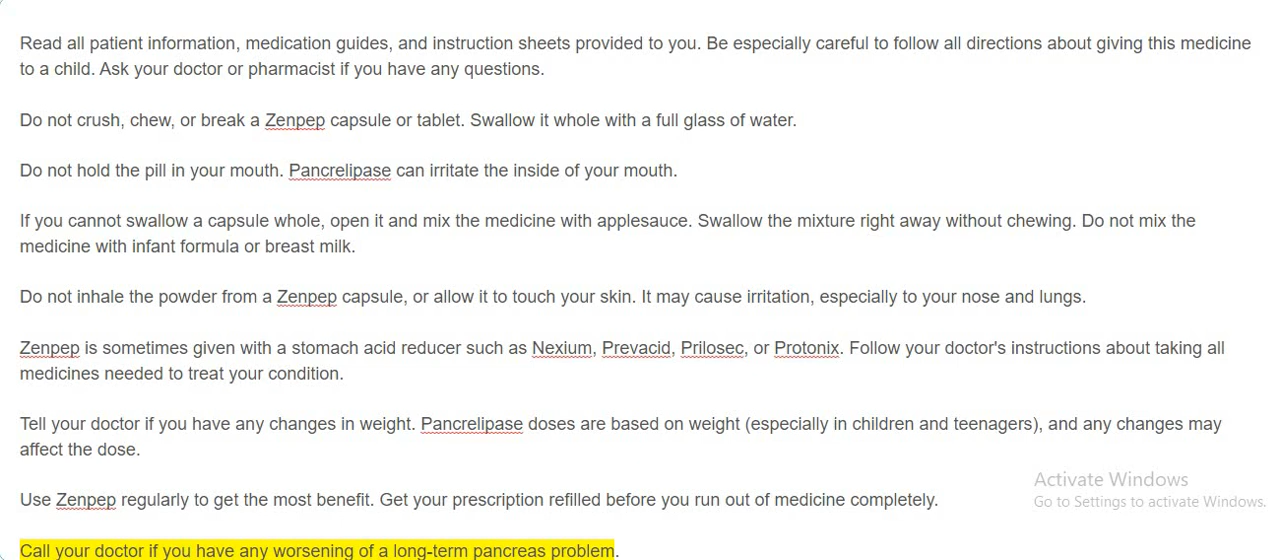 Read all patient information, medication guides, and instruction sheets provided to you. Be especially careful to follow all directions about giving this medicine
to a child. Ask your doctor or pharmacist if you have any questions.
Do not crush, chew, or break a Zenpep capsule or tablet. Swallow it whole with a full glass of water.
Do not hold the pill in your mouth. Pancrelipase can irritate the inside of your mouth.
If you cannot swallow a capsule whole, open it and mix the medicine with applesauce. Swallow the mixture right away without chewing. Do not mix the
medicine with infant formula or breast milk.
Do not inhale the powder from a Zenpep capsule, or allow it to touch your skin. It may cause irritation, especially to your nose and lungs.
Zenpep is sometimes given with a stomach acid reducer such as Nexium, Prevacid, Prilosec, or Protonix. Follow your doctor's instructions about taking all
medicines needed to treat your condition.
Tell your doctor if you have any changes in weight. Pancrelipase doses are based on weight (especially in children and teenagers), and any changes may
affect the dose.
Activate Windows
Use Zenpep regularly to get the most benefit. Get your prescription refilled before you run out of medicine completely.
Go to Settings to activate Windows.
Call your doctor if you have any worsening of a long-term pancreas problem.